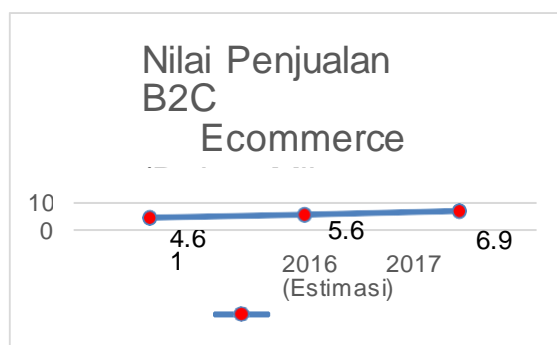 Nilai Penjualan
B2C
Ecommerce
10
0
4.6
1
5.6
6.9
2016 2017
(Estimasi)